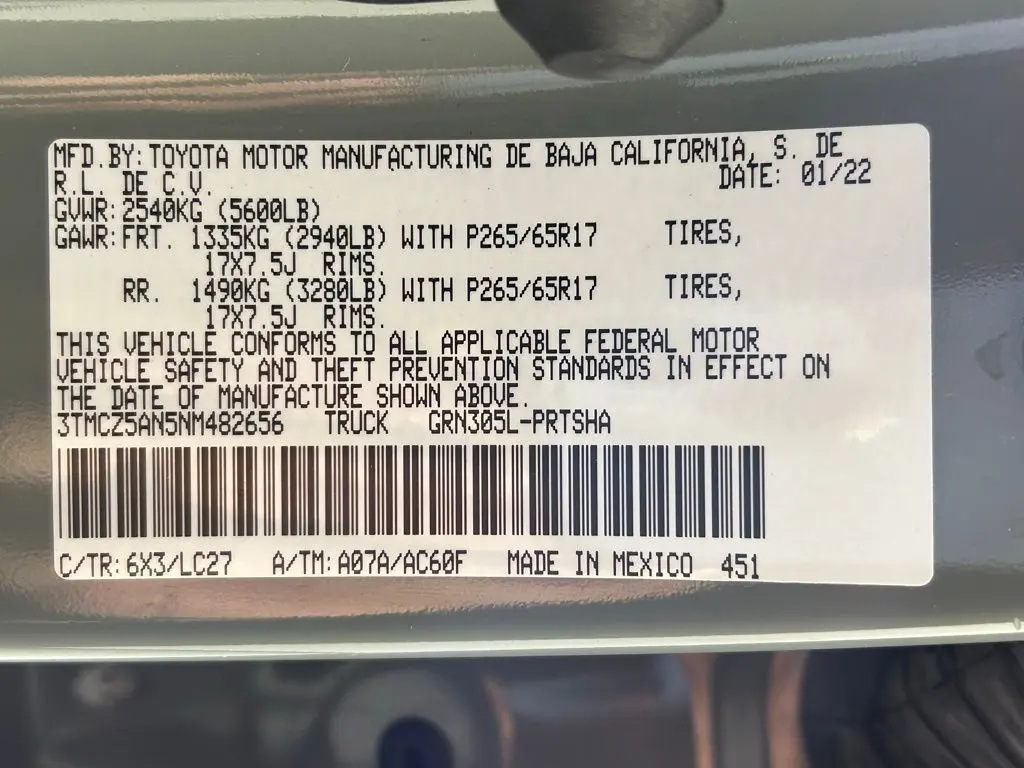 MFD.BY: TOYOTA MOTOR MANUFACTURING DE BAJA CALIFORNIA, S. DE
R.L. DE C.V. DATE: 01/22
GVWR: 2540KG (5600LB)
GAWR: FRT. 1335KG (2940LB) WITH P265/65R17 TIRES,
17X7.5J RIMS.
RR. 1490KG (3280LB) WITH P265/65R17 TIRES,
17X7.5J RIMS.
THIS VEHICLE CONFORMS TO ALL APPLICABLE FEDERAL MOTOR
VEHICLE SAFETY AND THEFT PREVENTION STANDARDS IN EFFECT ON
THE DATE OF MANUFACTURE SHOWN ABOVE.
3TMCZ5AN5NM482656 TRUCK GRN305L-PRTSHA
C/TR: 6X3/LC27 A/TM: A07A/AC60F MADE IN MEXICO 451